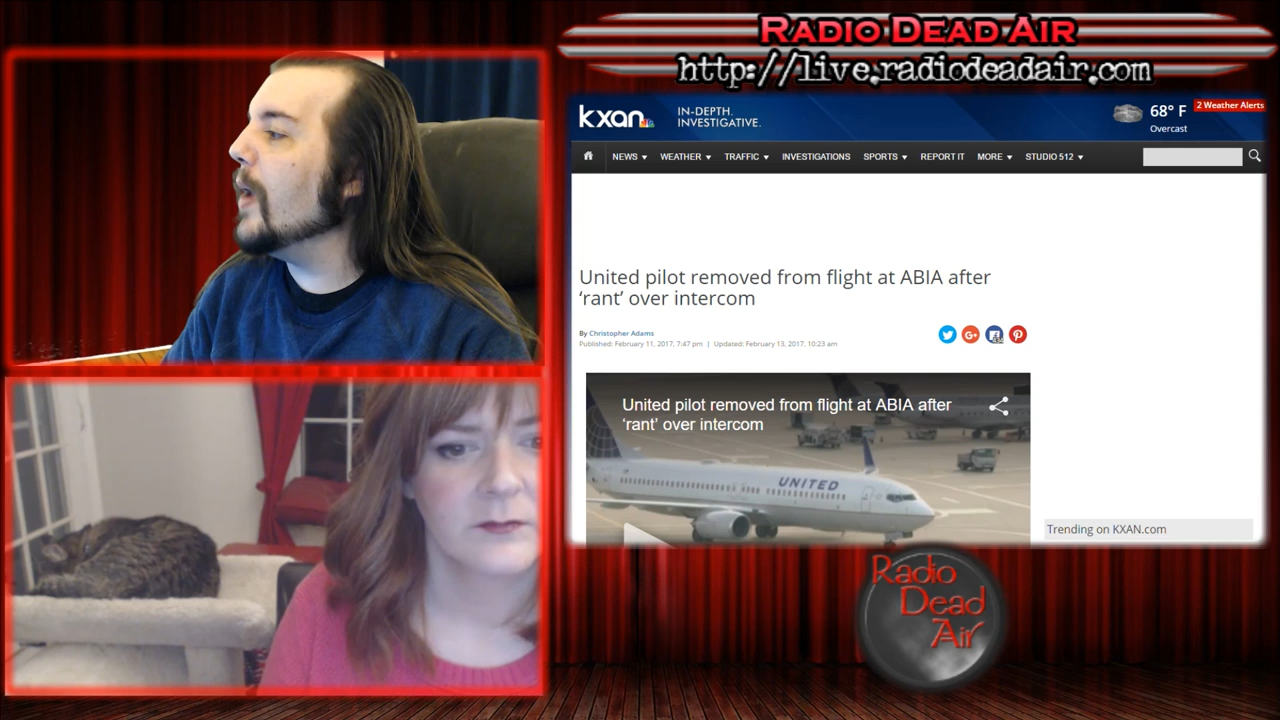 Radio Dead Air
http://live.radiodeadair.com
kxan
IN-DEPTH.
INVESTIGATIVE.
68° F
Overcast
2 Weather Alerts
NEWS
WEATHER
TRAFFIC
INVESTIGATIONS
SPORTS
REPORT IT
MORE
STUDIO 512
United pilot removed from flight at ABIA after
‘rant’ over intercom
By Christopher Adams
Published: February 11, 2017, 7:47 pm | Updated: February 13, 2017, 10:23 am
United pilot removed from flight at ABIA after
‘rant’ over intercom
UNITED
Trending on KXAN.com
Radio
Dead
Air